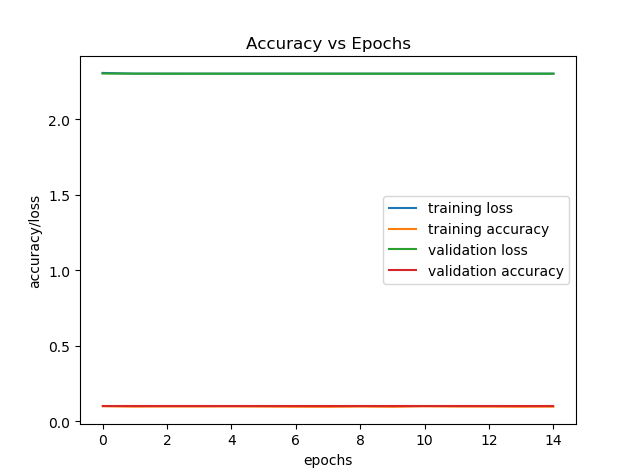 Accuracy vs Epochs
2.0
1.5
1.0
0.5
0.0
accuracy/loss
training loss
training accuracy
validation loss
validation accuracy
0 2 4 6 8 10 12 14
epochs